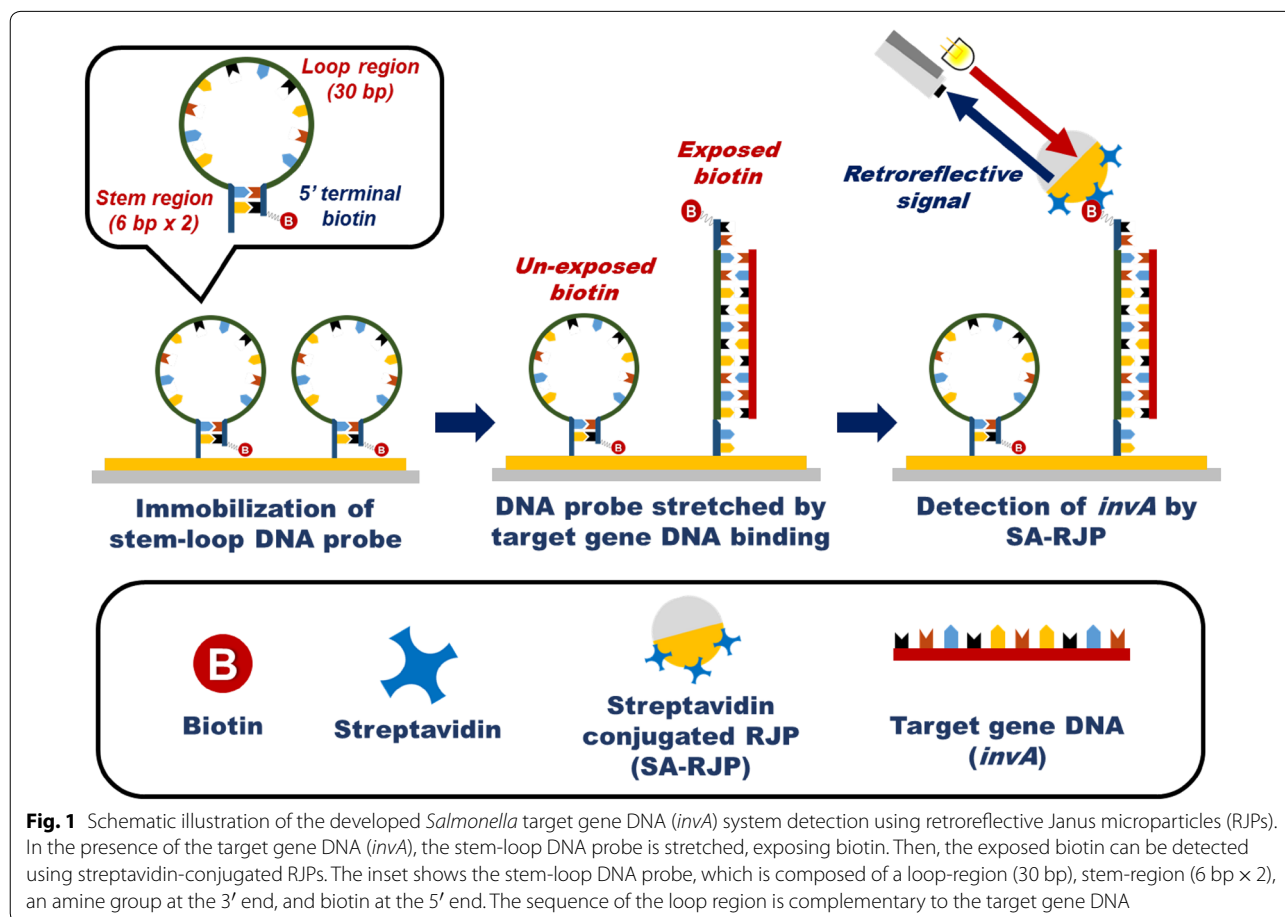 Loop region
(30 bp)
Stem region
(6 bp x 2)
5' terminal
biotin
B
Exposed
biotin
B
Un-exposed
biotin
Retroreflective
signal
B
B
B
B
B
Immobilization of
stem-loop DNA probe
DNA probe stretched by
target gene DNA binding
Detection of invA by
SA-RJP
B
Biotin
Streptavidin
Streptavidin
conjugated RJP
(SA-RJP)
Target gene DNA
(invA)
Fig. 1 Schematic illustration of the developed Salmonella target gene DNA (invA) system detection using retroreflective Janus microparticles (RJPs).
In the presence of the target gene DNA (invA), the stem-loop DNA probe is stretched, exposing biotin. Then, the exposed biotin can be detected
using streptavidin-conjugated RJPs. The inset shows the stem-loop DNA probe, which is composed of a loop-region (30 bp), stem-region (6 bp × 2),
an amine group at the 3′ end, and biotin at the 5′ end. The sequence of the loop region is complementary to the target gene DNA